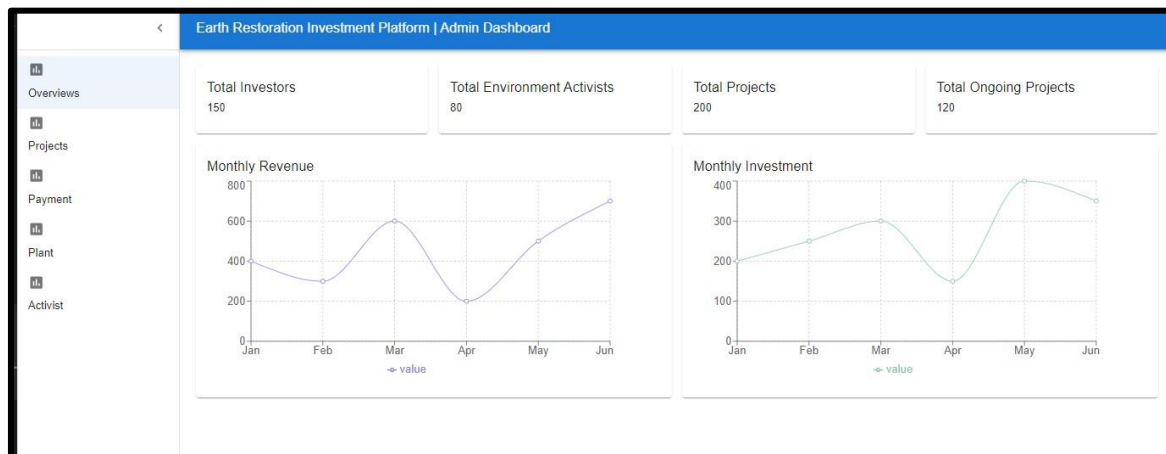 Earth Restoration Investment Platform | Admin Dashboard
Overviews
Projects
Payment
Plant
Activist
Total Investors
150
Total Environment Activists
80
Total Projects
200
Total Ongoing Projects
120
Monthly Revenue
800
600
400
200
0
Jan Feb Mar Apr May Jun
value
Monthly Investment
400
300
200
100
0
Jan Feb Mar Apr May Jun
value